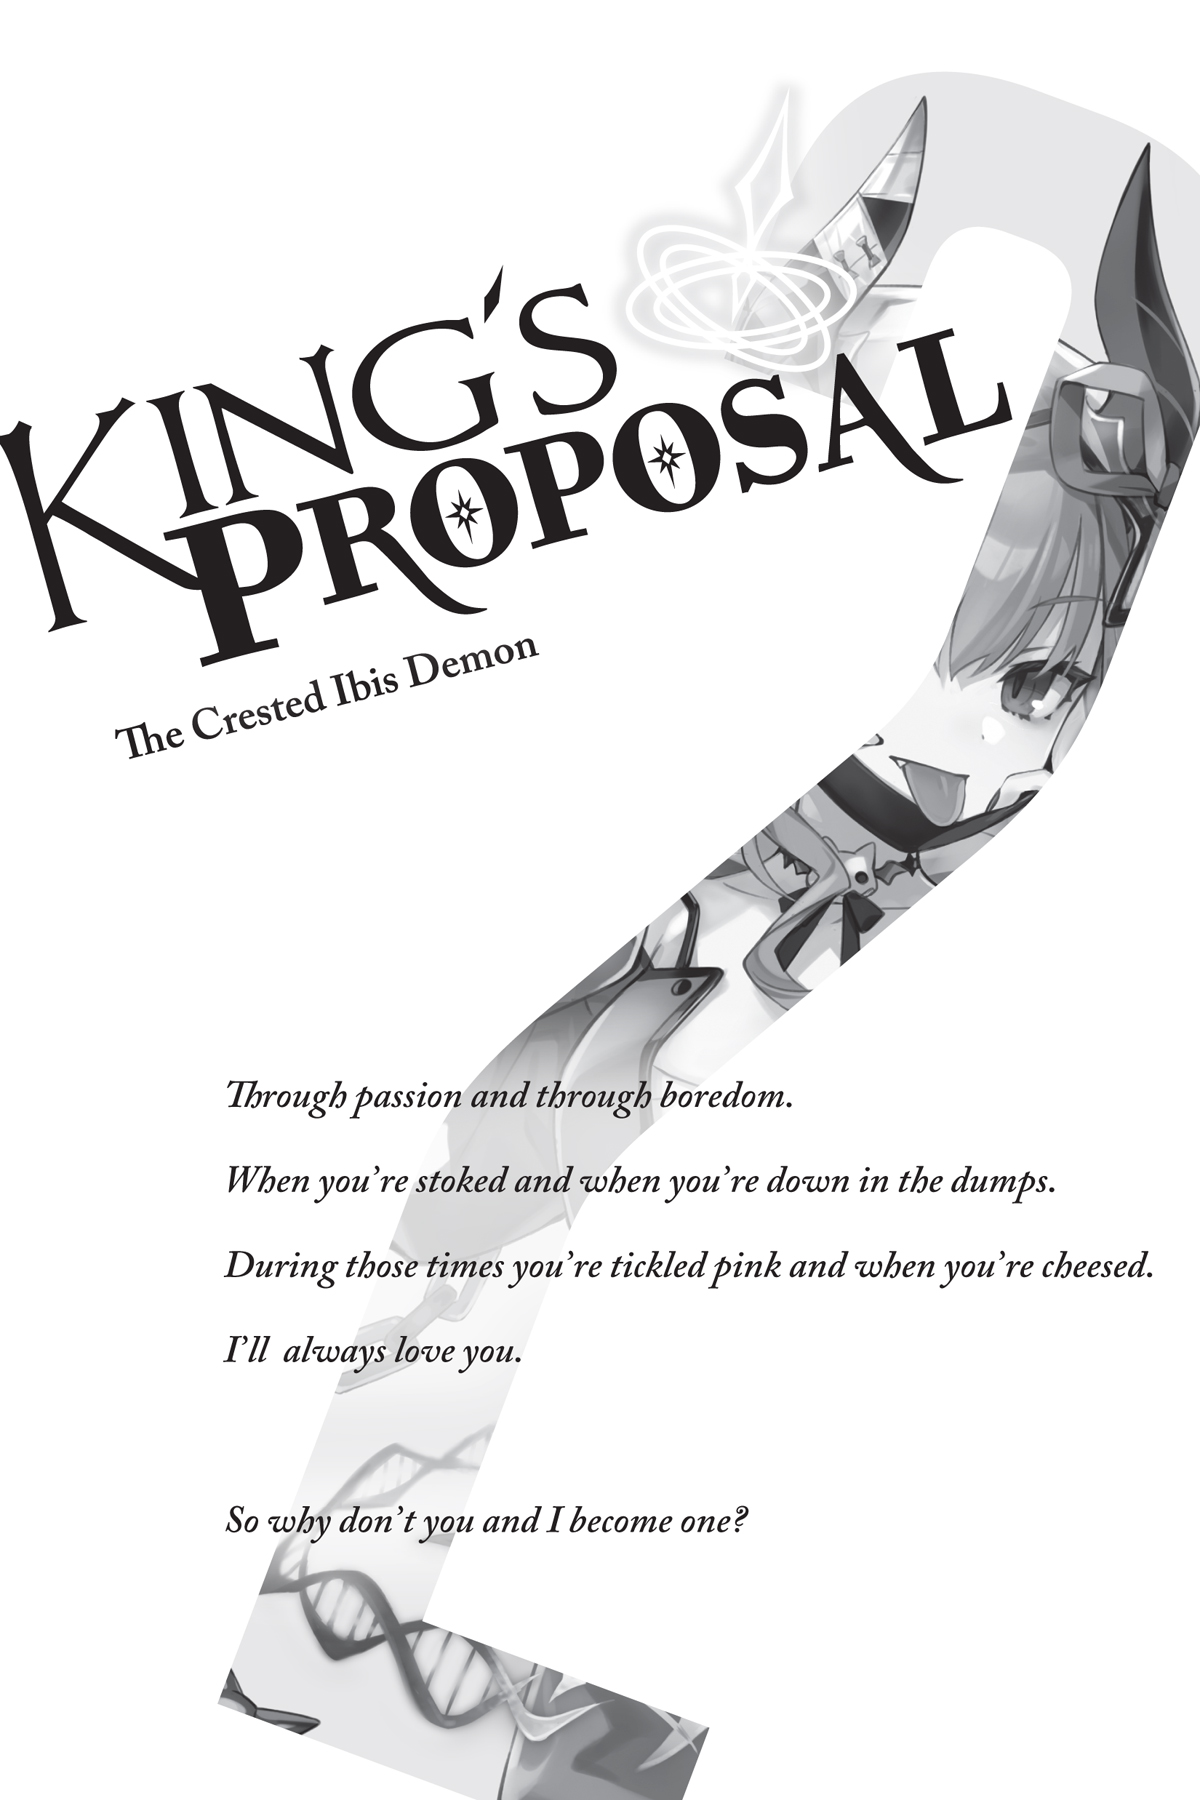 KING'S
PROPOSAL
2
The Crested Ibis Demon
Through passion and through boredom.
When you're stoked and when you're down in the dumps.
During those times you're tickled pink and when you're cheesed.
I'll always love you.
So why don't you and I become one?